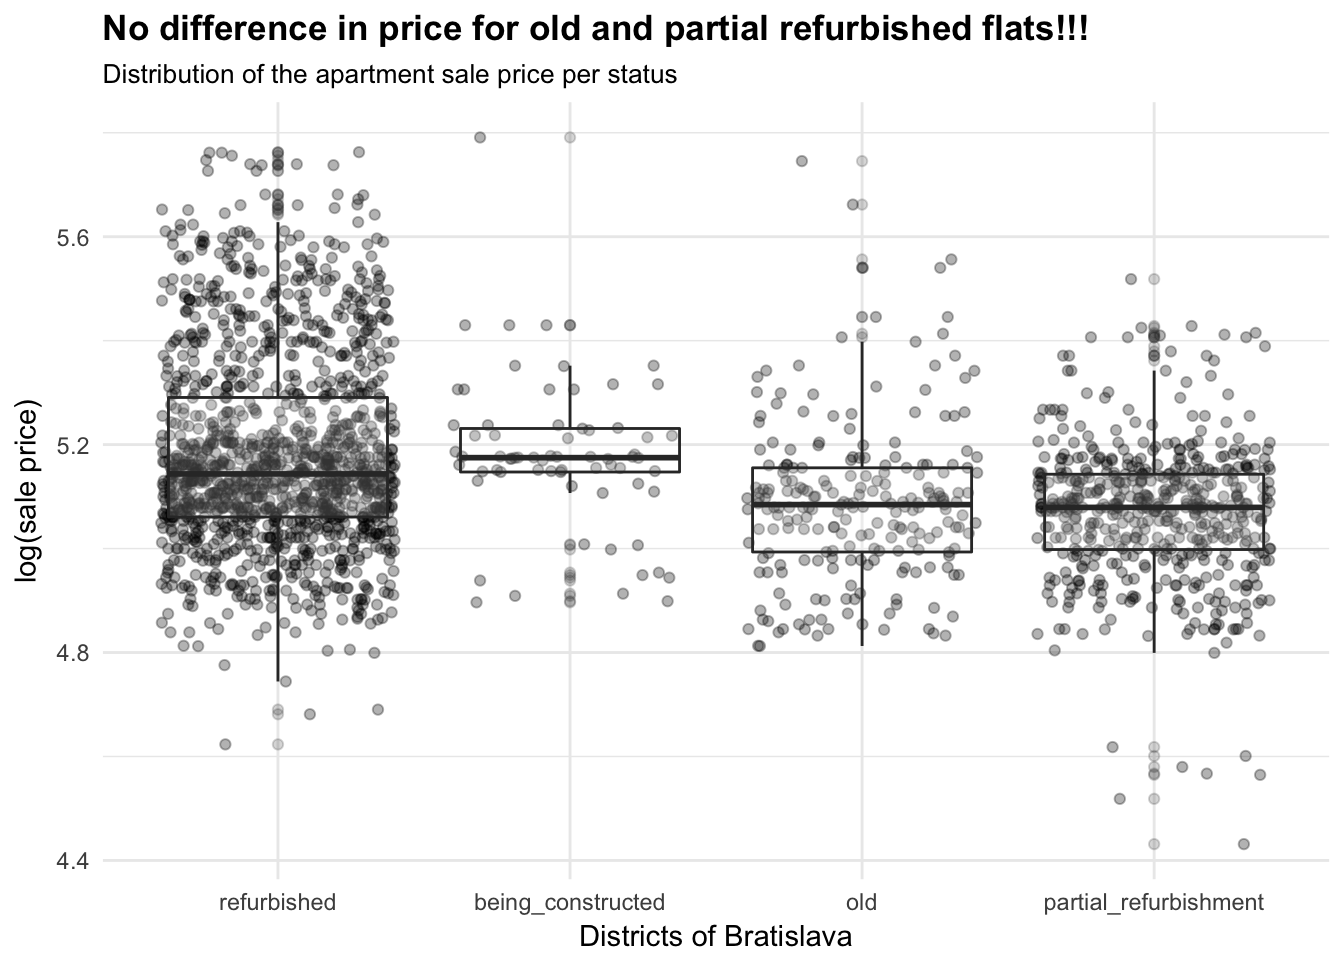 No difference in price for old and partial refurbished flats!!!
Distribution of the apartment sale price per status
log(sale price)
5.6
5.2
4.8
4.4
refurbished being_constructed old partial_refurbishment
Districts of Bratislava